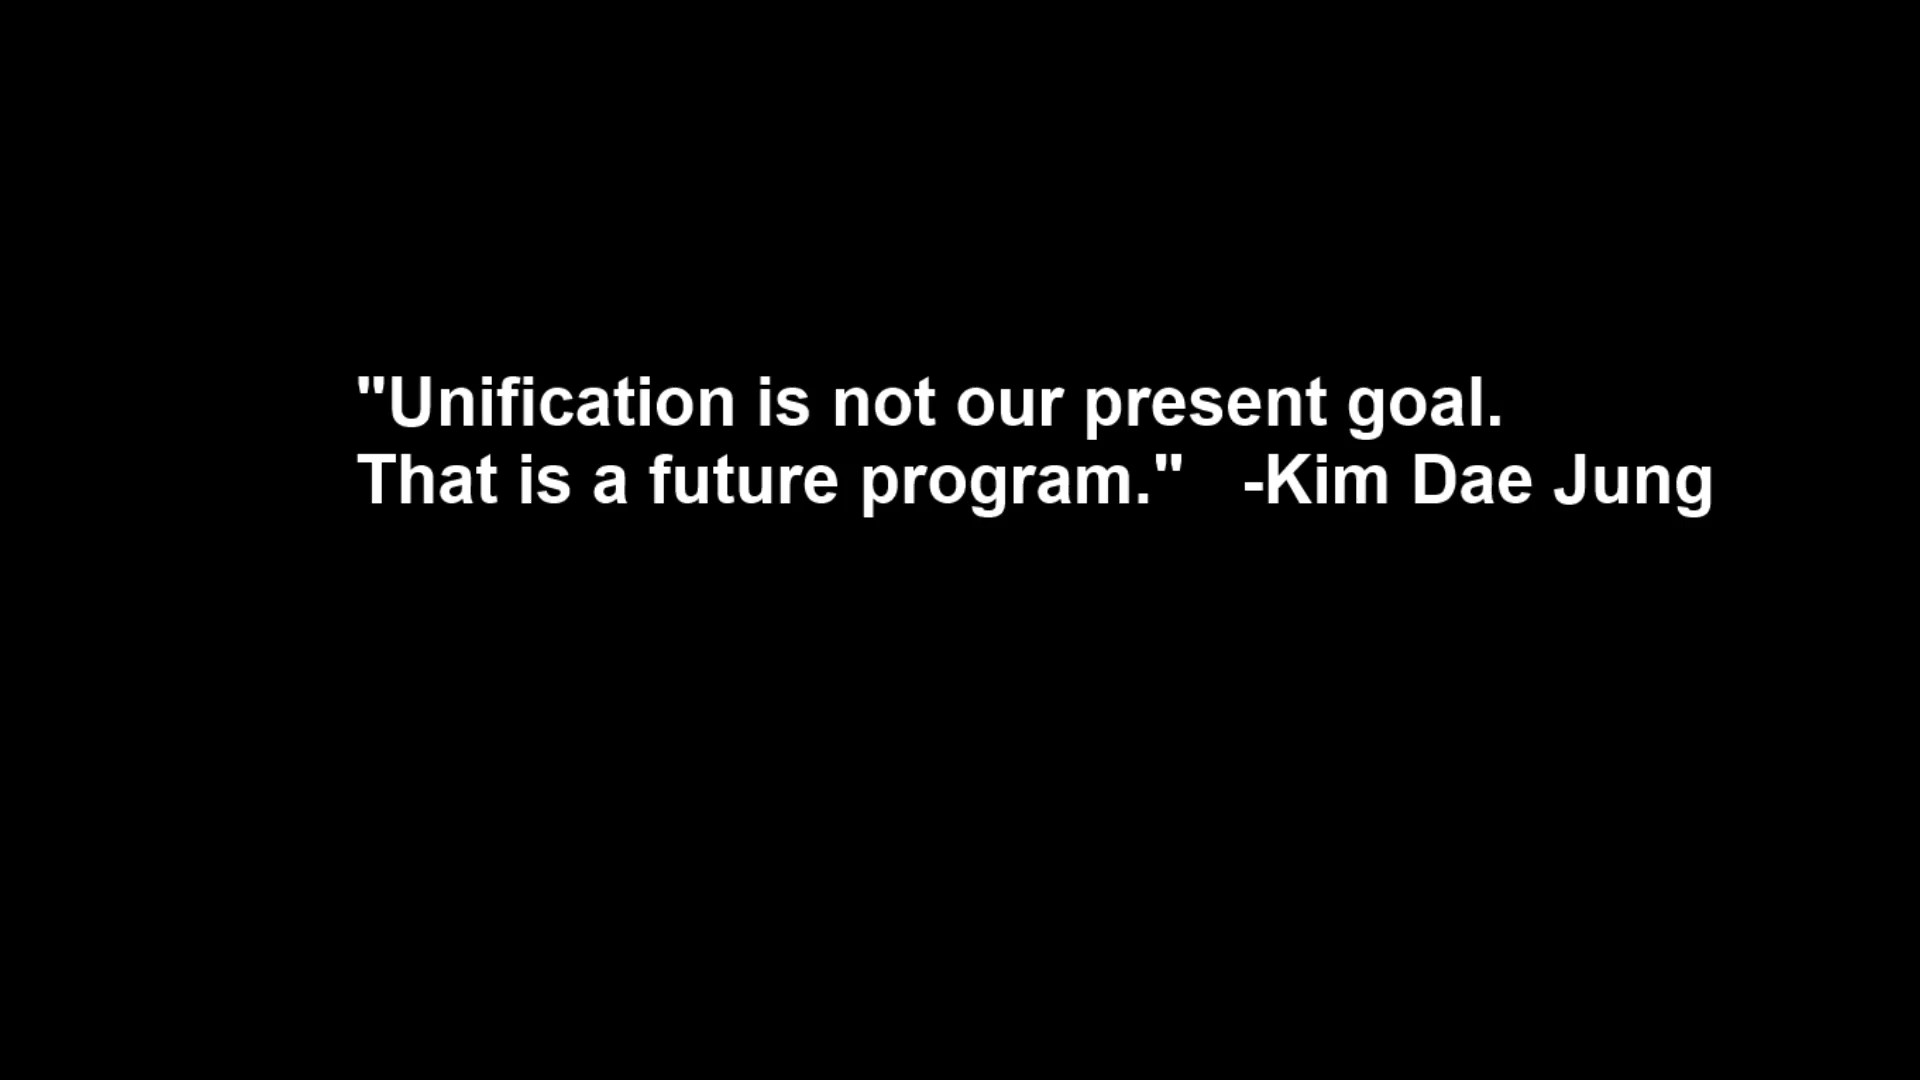 "Unification is not our present goal.
That is a future program."   -Kim Dae Jung